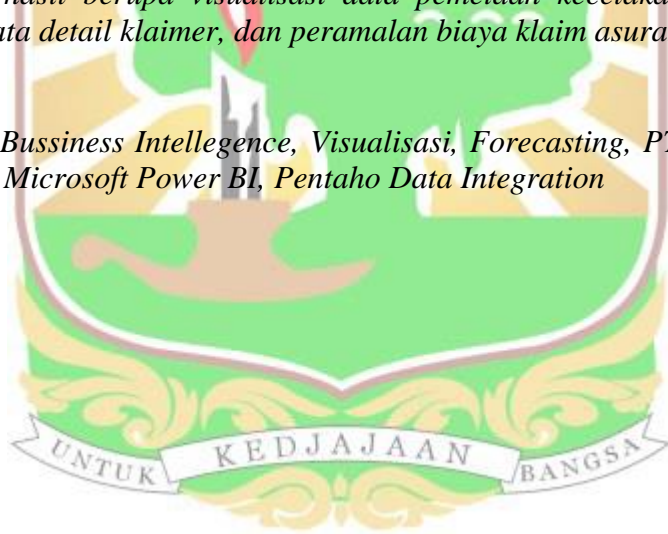 hasil berupa visualisasi data pemetaan kecelaka
ta detail klaimer, dan peramalan biaya klaim asura
Bussiness Intellegence, Visualisasi, Forecasting, PT
Microsoft Power BI, Pentaho Data Integration
UNTUK KEDJAJAAN BANGSA